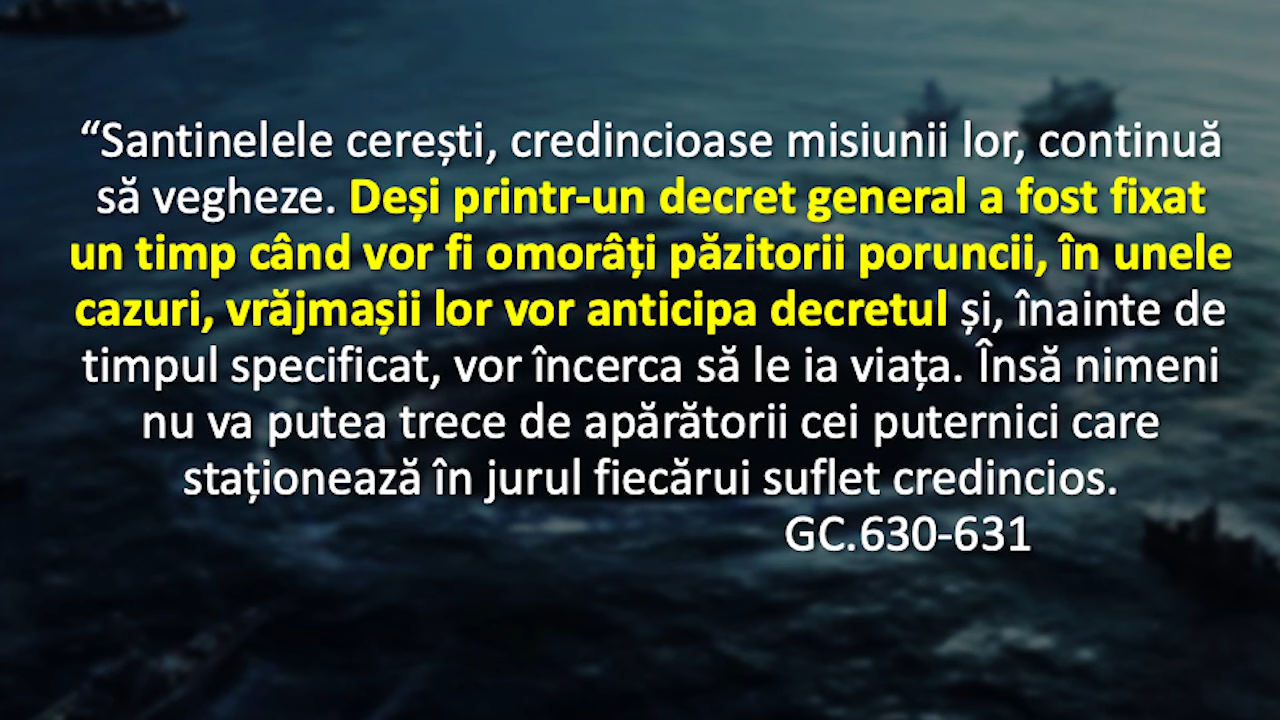 “Santinelele cerești, credincioase misiunii lor, continuă
să vegheze. Deși printr-un decret general a fost fixat
un timp când vor fi omorâți păzitorii poruncii, în unele
cazuri, vrăjmașii lor vor anticipa decretul și, înainte de
timpul specificat, vor încerca să le ia viața. Însă nimeni
nu va putea trece de apărătorii cei puternici care
staționează în jurul fiecărui suflet credincios.
GC.630-631